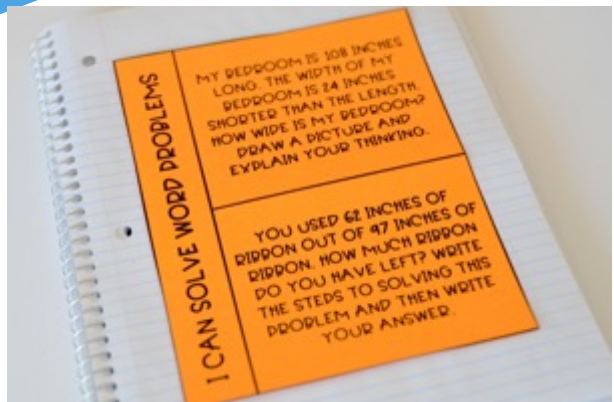 I CAN SOLVE WORD PROBLEMS
MY BEDROOM IS 108 INCHES
LONG. THE WIDTH OF MY
BEDROOM IS 24 INCHES
SHORTER THAN THE LENGTH.
HOW WIDE IS MY BEDROOM?
DRAW A PICTURE AND
EXPLAIN YOUR THINKING.
YOU USED 62 INCHES OF
RIBBON OUT OF 97 INCHES OF
RIBBON. HOW MUCH RIBBON
DO YOU HAVE LEFT? WRITE
THE STEPS TO SOLVING THIS
PROBLEM AND THEN WRITE
YOUR ANSWER.